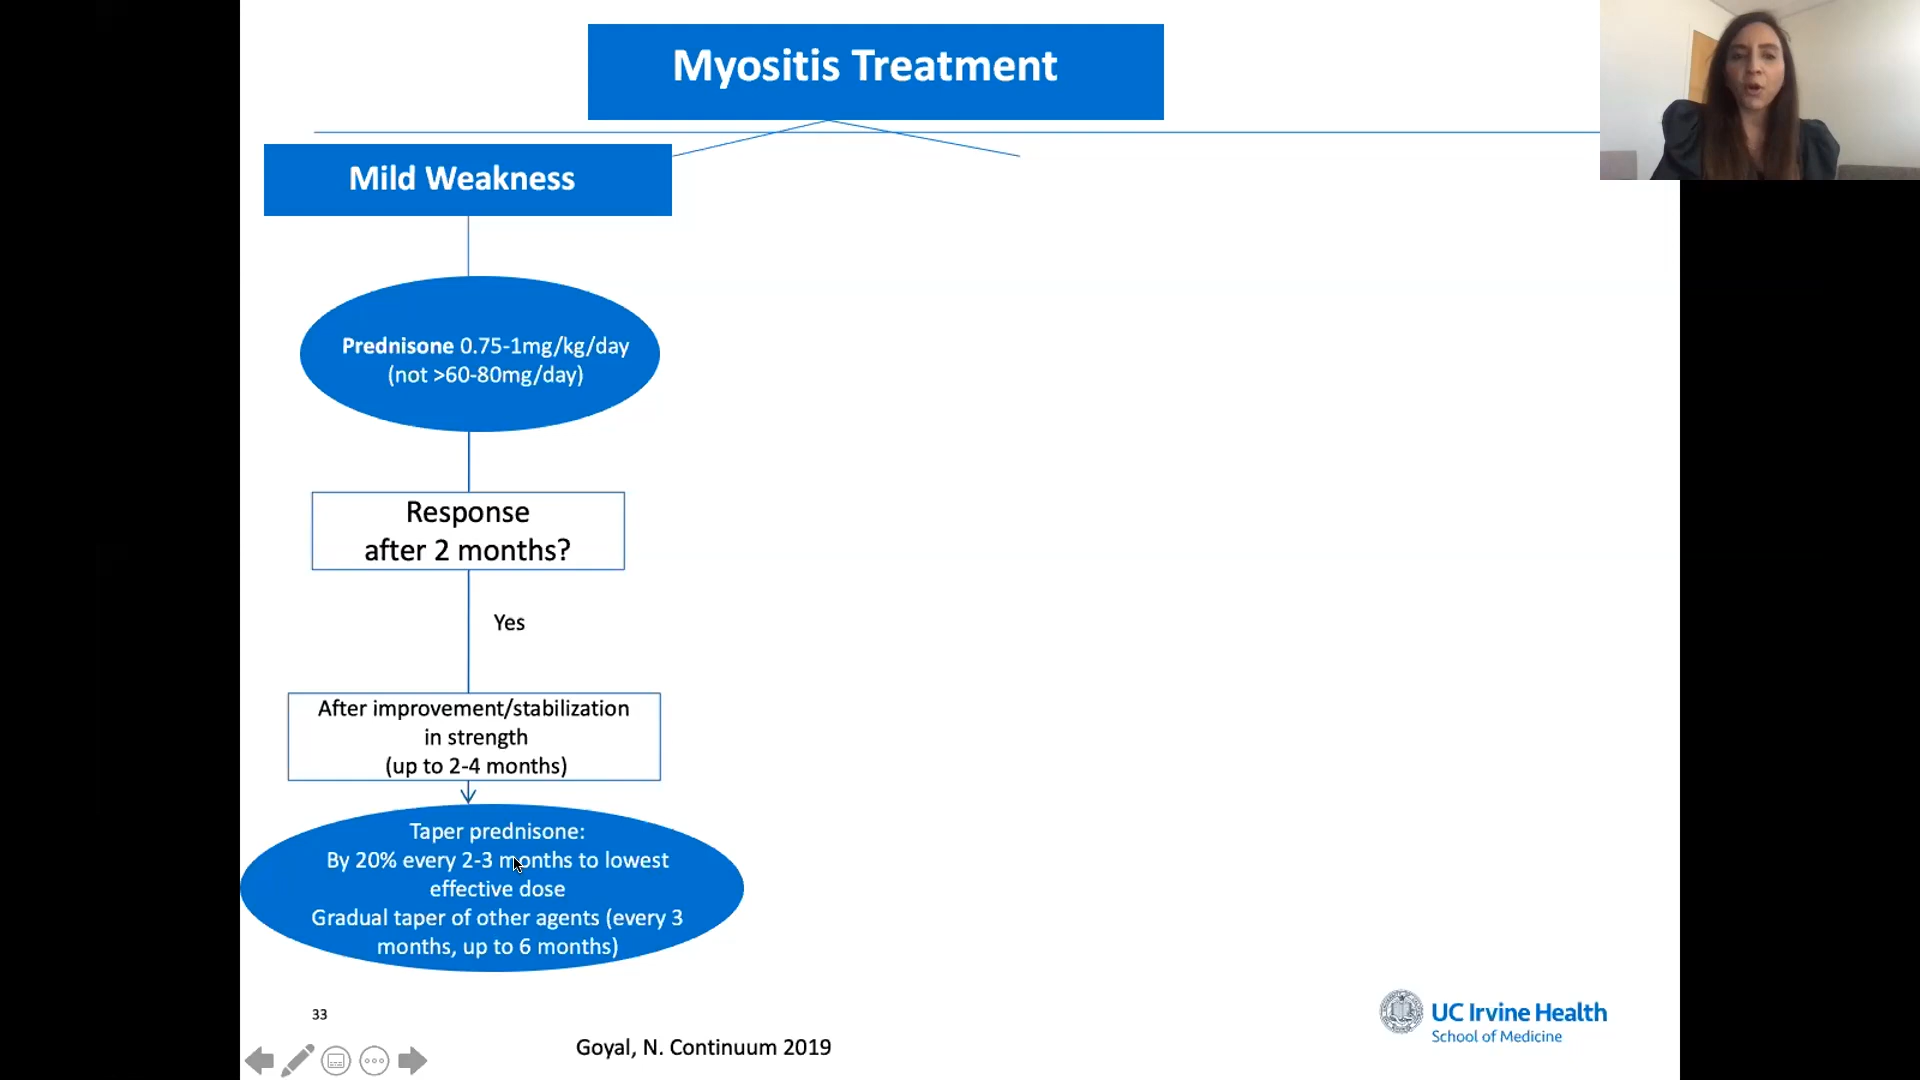 Myositis Treatment
Mild Weakness
Prednisone 0.75-1mg/kg/day
(not >60-80mg/day)
Response
after 2 months?
Yes
After improvement/stabilization
in strength
(up to 2-4 months)
Taper prednisone:
By 20% every 2-3 months to lowest
effective dose
Gradual taper of other agents (every 3
months, up to 6 months)
33
Goyal, N. Continuum 2019
UC Irvine Health
School of Medicine